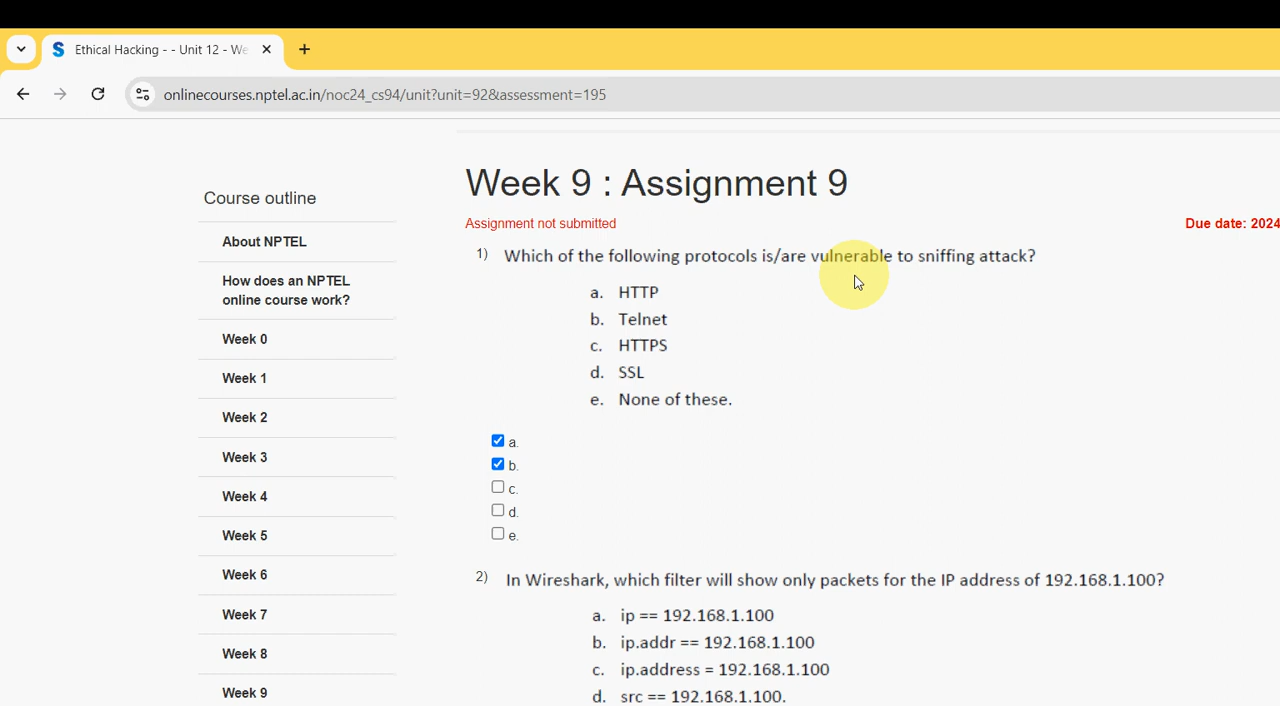 Ethical Hacking - - Unit 12 - We
onlinecourses.nptel.ac.in/noc24_cs94/unit?unit=92&assessment=195
Course outline
About NPTEL
How does an NPTEL
online course work?
Week 0
Week 1
Week 2
Week 3
Week 4
Week 5
Week 6
Week 7
Week 8
Week 9
Week 9 : Assignment 9
Assignment not submitted
Due date: 2024
1) Which of the following protocols is/are vulnerable to sniffing attack?
a. HTTP
b. Telnet
c. HTTPS
d. SSL
e. None of these.
a.
b.
c.
d.
e.
2) In Wireshark, which filter will show only packets for the IP address of 192.168.1.100?
a. ip == 192.168.1.100
b. ip.addr == 192.168.1.100
c. ip.address = 192.168.1.100
d. src == 192.168.1.100.